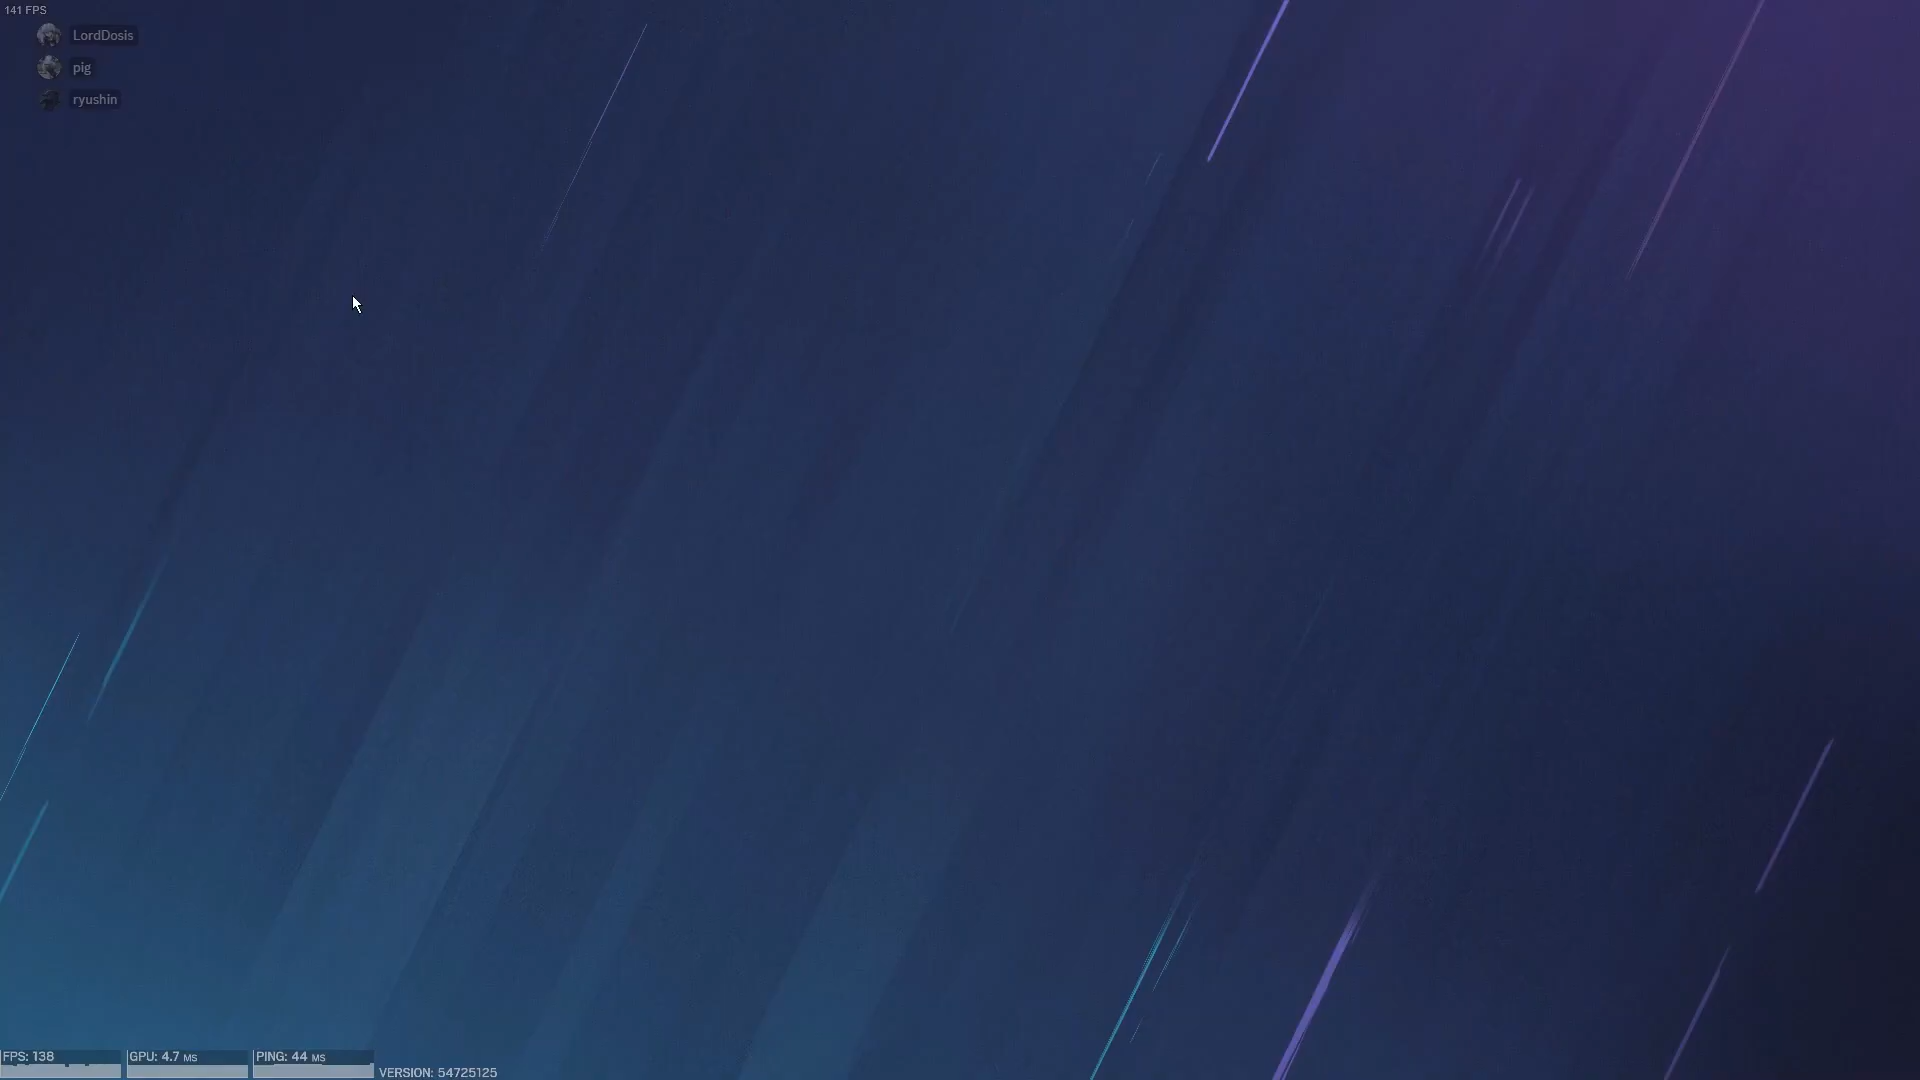 141 FPS
LordDosis
pig
ryushin
FPS: 138
GPU: 4.7 MS
PING: 44 MS
VERSION: 54725125